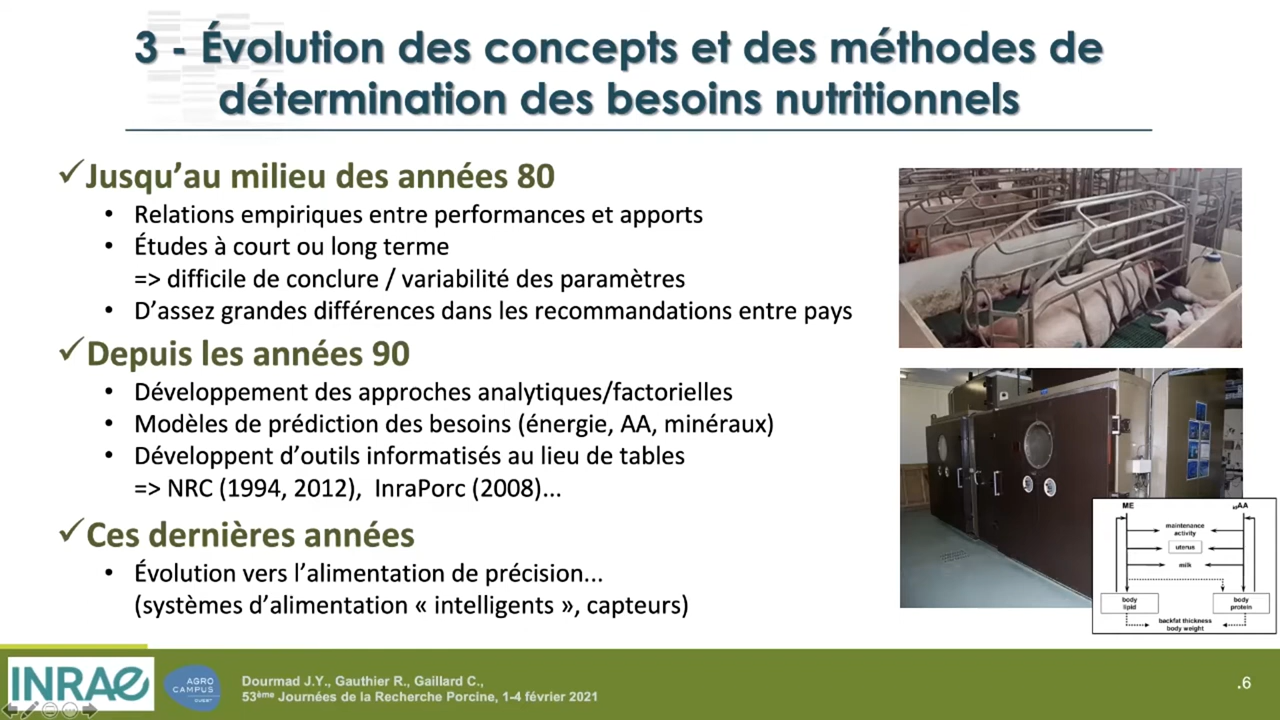 3 - Évolution des concepts et des méthodes de
détermination des besoins nutritionnels
✓Jusqu’au milieu des années 80
• Relations empiriques entre performances et apports
• Études à court ou long terme
=> difficile de conclure / variabilité des paramètres
• D’assez grandes différences dans les recommandations entre pays
✓Depuis les années 90
• Développement des approches analytiques/factorielles
• Modèles de prédiction des besoins (énergie, AA, minéraux)
• Développent d’outils informatisés au lieu de tables
=> NRC (1994, 2012), InraPorc (2008)...
✓Ces dernières années
• Évolution vers l’alimentation de précision...
(systèmes d’alimentation « intelligents », capteurs)
ME
AA
maintenance
activity
uterus
milk
body
lipid
body
protein
backfat thickness
body weight
INRAE
AGRO
CAMPUS
OUEST
Dourmad J.Y., Gauthier R., Gaillard C.,
53ème Journées de la Recherche Porcine, 1-4 février 2021
.6